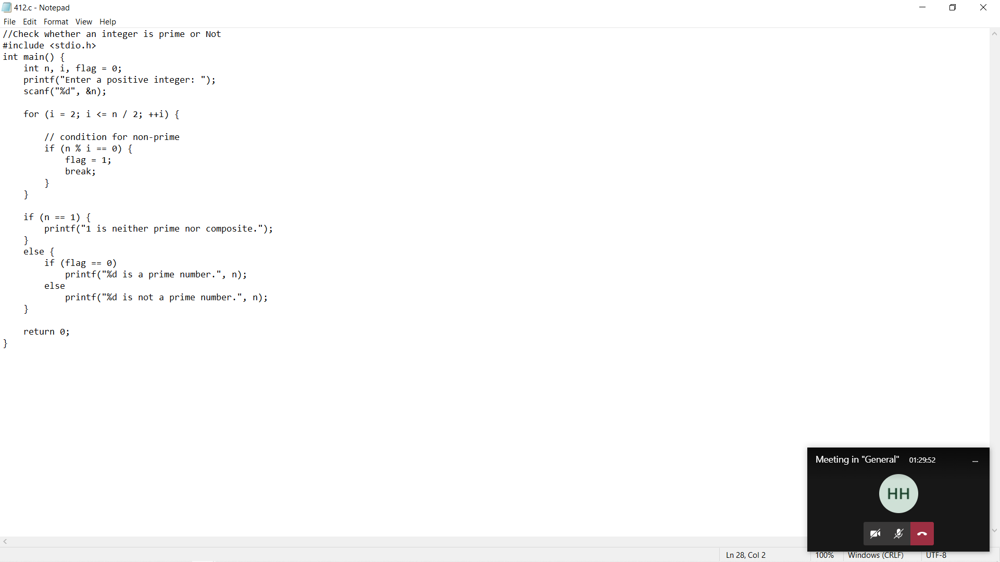 412.c - Notepad
File Edit Format View Help
//Check whether an integer is prime or Not
#include <stdio.h>
int main() {
    int n, i, flag = 0;
    printf("Enter a positive integer: ");
    scanf("%d", &n);
    for (i = 2; i <= n / 2; ++i) {
        // condition for non-prime
        if (n % i == 0) {
            flag = 1;
            break;
        }
    }
    if (n == 1) {
        printf("1 is neither prime nor composite.");
    }
    else {
        if (flag == 0)
            printf("%d is a prime number.", n);
        else
            printf("%d is not a prime number.", n);
    }
    return 0;
}
Meeting in "General" 01:29:52
HH
Ln 28, Col 2 100% Windows (CRLF) UTF-8